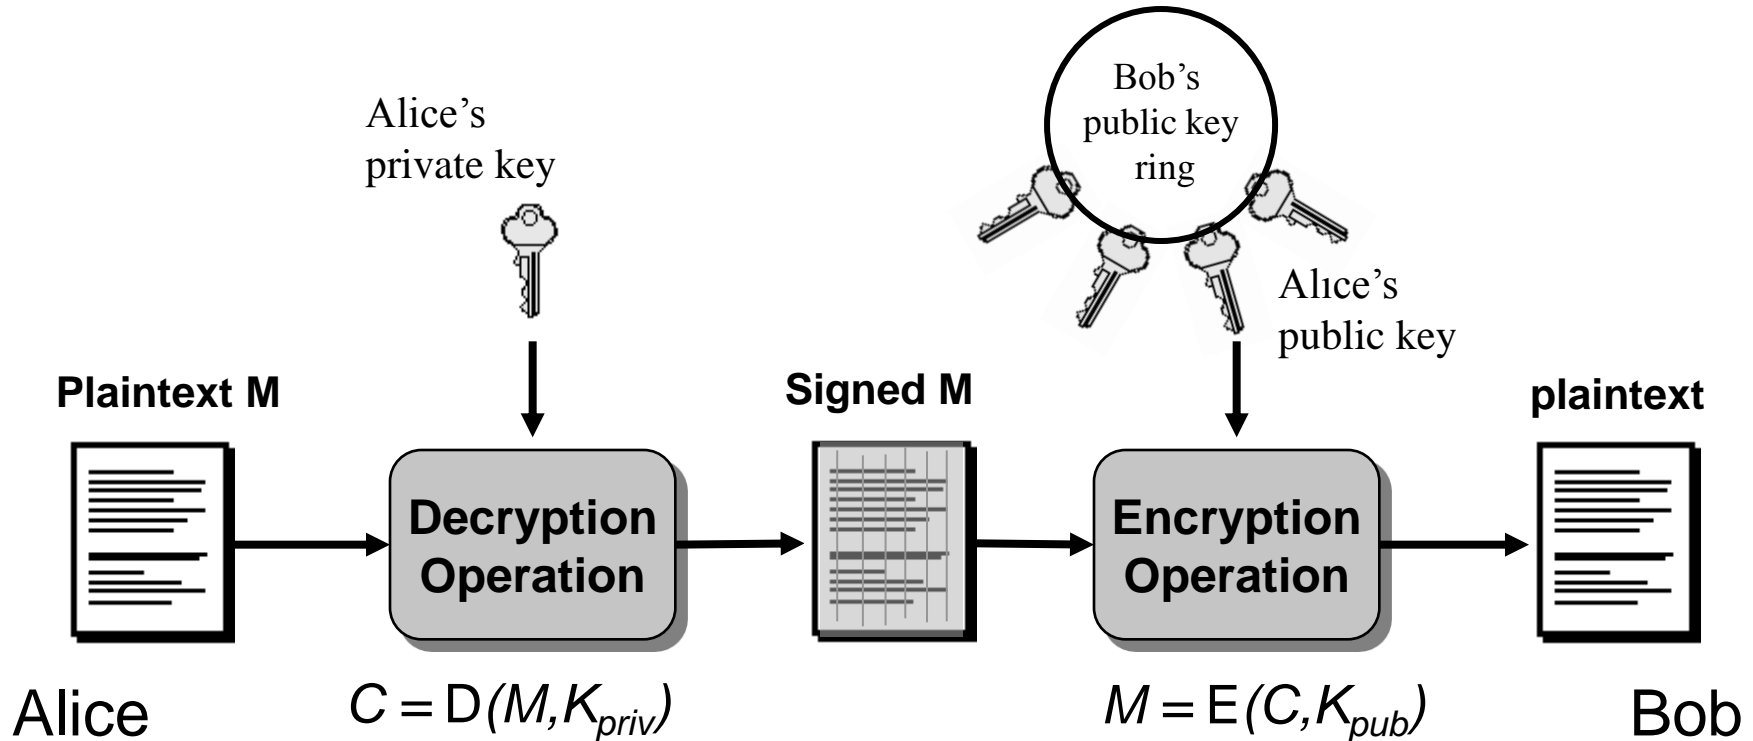 Bob’s
public key
ring
Alice’s
private key
Alice’s
public key
Plaintext M
Signed M
plaintext
Decryption
Operation
Encryption
Operation
Alice
C = D(M,Kpriv)
M = E(C,Kpub)
Bob